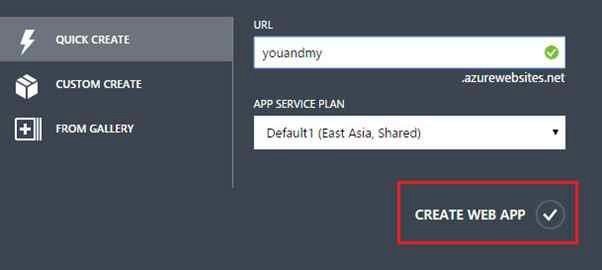 QUICK CREATE
CUSTOM CREATE
FROM GALLERY
URL
youandmy
.azurewebsites.net
APP SERVICE PLAN
Default1 (East Asia, Shared)
CREATE WEB APP